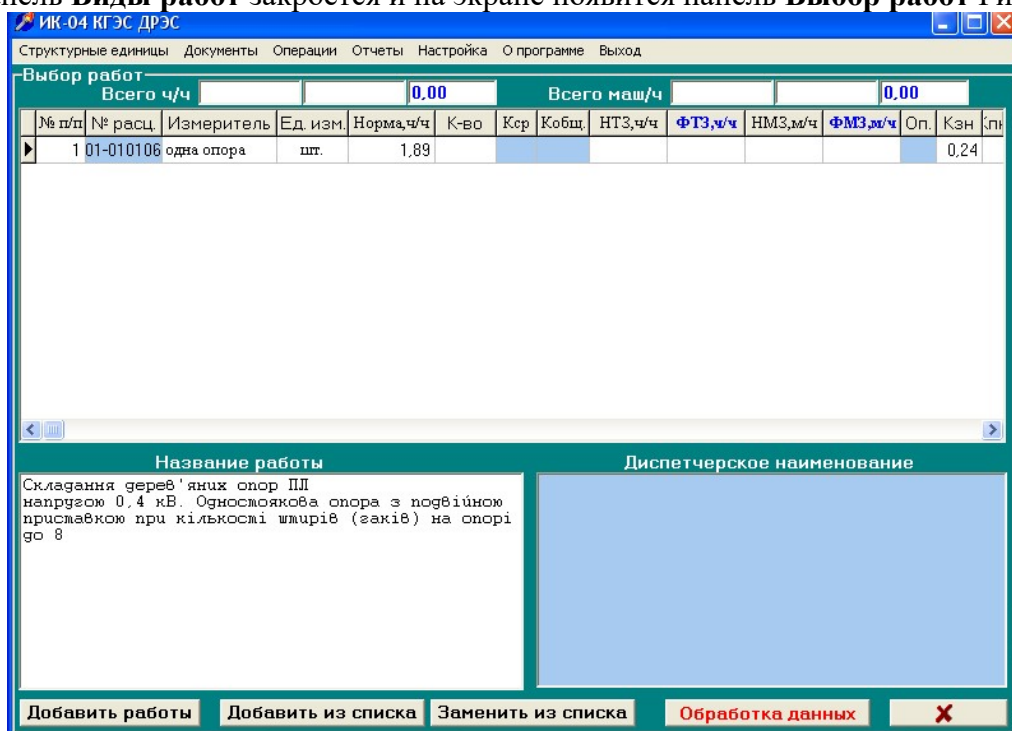 Виды работ закроется и на экране появится панель Выбор работ
ИК-04 КГЭС ДРЭС
Структурные единицы Документы Операции Отчеты Настройка О программе Выход
Выбор работ
Всего ч/ч 0,00 Всего маш/ч 0,00
№ п/п № расц. Измеритель Ед. изм. Норма,ч/ч К-во Кср Кобщ. НТЗ,ч/ч ФТЗ,ч/ч НМЗ,м/ч ФМЗ,м/ч Оп. Кзн
1 01-010106 одна опора шт. 1,89 0,24
Название работы Диспетчерское наименование
Складання дерев'яних опор ПЛ
напругою 0,4 кВ. Одностоякова опора з подвійною
приставкою при кількості штирів (гаків) на опорі
до 8
Добавить работы Добавить из списка Заменить из списка Обработка данных